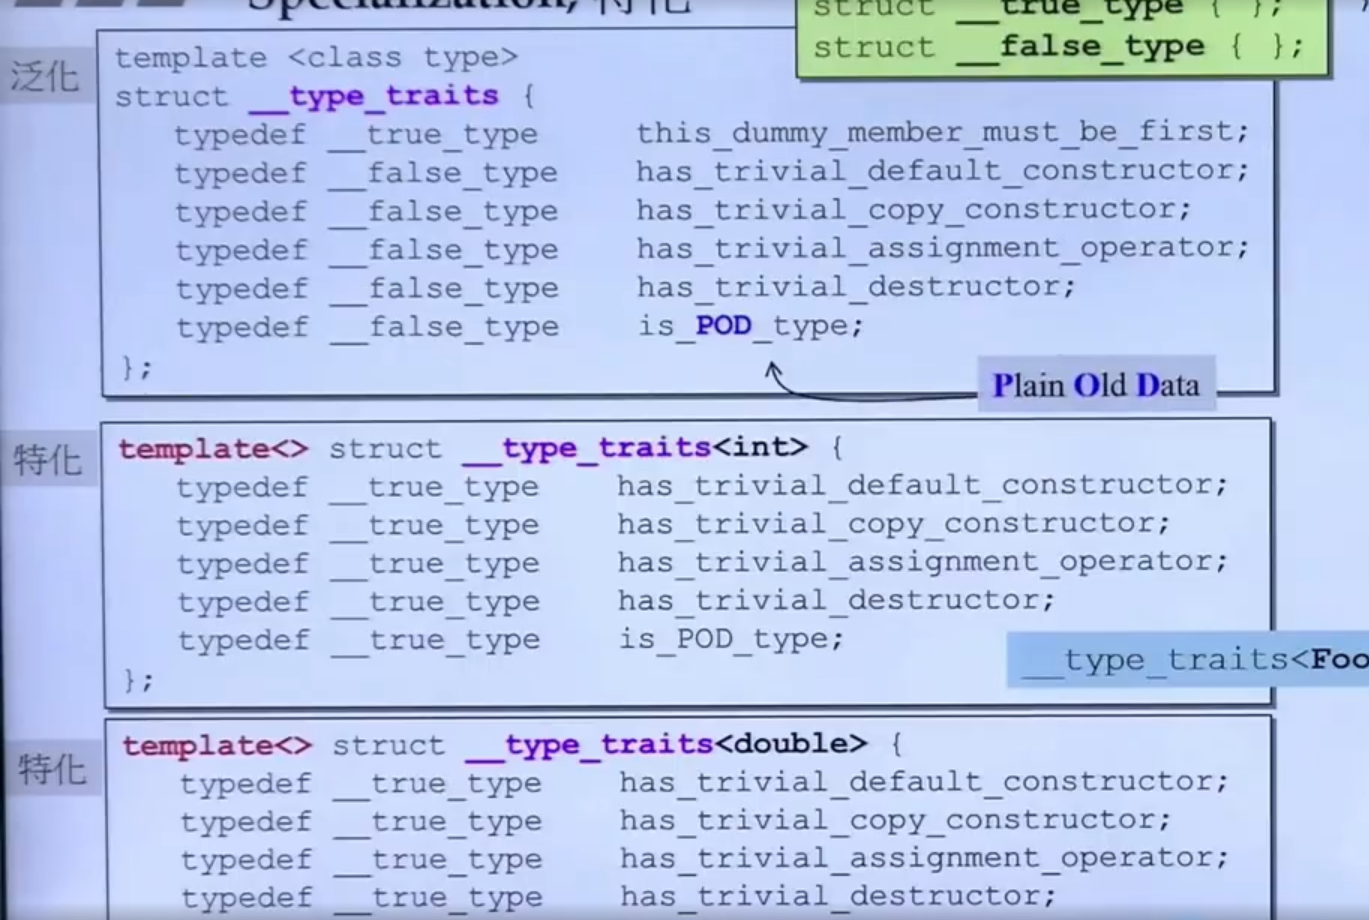 Specialization, 特化
struct __true_type { };
struct __false_type { };
泛化
template <class type>
struct __type_traits {
typedef __true_type this_dummy_member_must_be_first;
typedef __false_type has_trivial_default_constructor;
typedef __false_type has_trivial_copy_constructor;
typedef __false_type has_trivial_assignment_operator;
typedef __false_type has_trivial_destructor;
typedef __false_type is_POD_type;
};
Plain Old Data
特化
template<> struct __type_traits<int> {
typedef __true_type has_trivial_default_constructor;
typedef __true_type has_trivial_copy_constructor;
typedef __true_type has_trivial_assignment_operator;
typedef __true_type has_trivial_destructor;
typedef __true_type is_POD_type;
};
__type_traits<Foo
特化
template<> struct __type_traits<double> {
typedef __true_type has_trivial_default_constructor;
typedef __true_type has_trivial_copy_constructor;
typedef __true_type has_trivial_assignment_operator;
typedef __true_type has_trivial_destructor;